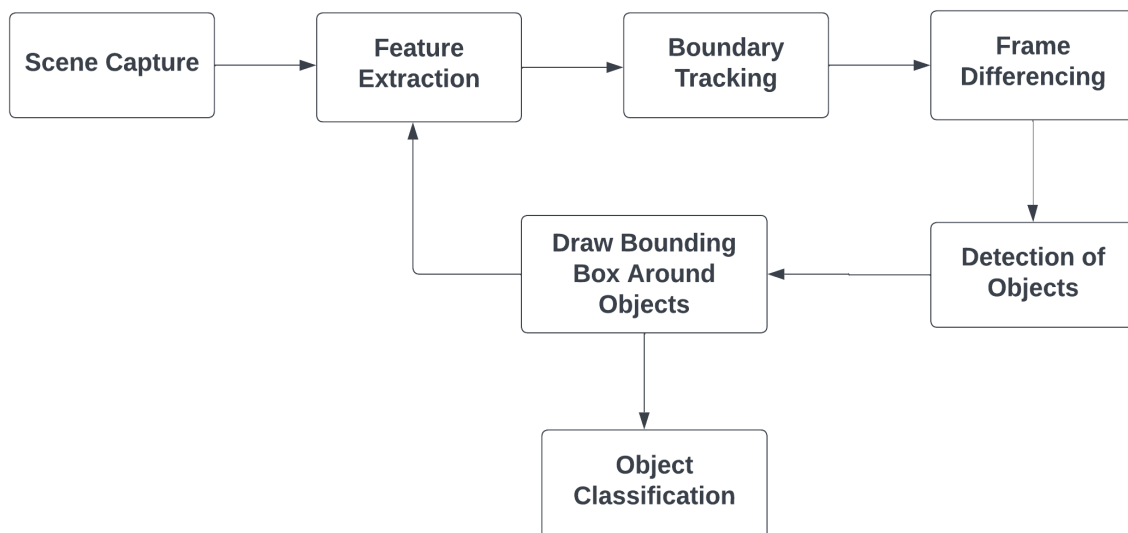 Scene Capture
Feature
Extraction
Boundary
Tracking
Frame
Differencing
Draw Bounding
Box Around
Objects
Detection of
Objects
Object
Classification